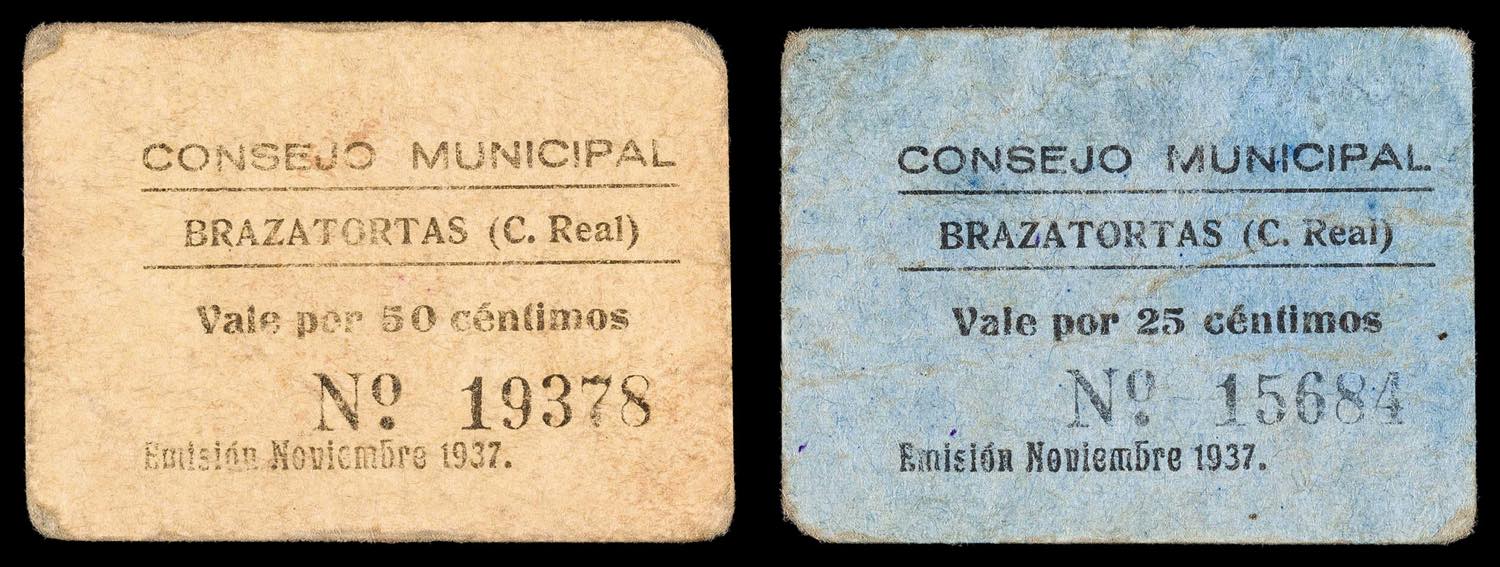 CONSEJO MUNICIPAL
BRAZATORTAS (C. Real)
Vale por 50 céntimos
Nº 19378
Emisión Noviembre 1937.
CONSEJO MUNICIPAL
BRAZATORTAS (C. Real)
Vale por 25 céntimos
Nº 15684
Emisión Noviembre 1937.